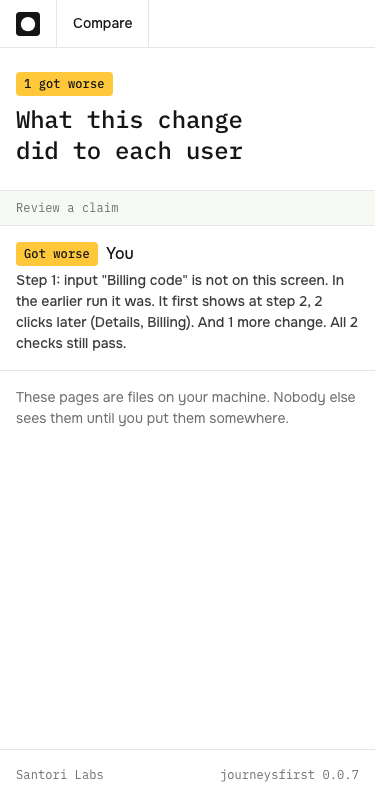 Compare
1 got worse
What this change
did to each user
Review a claim
Got worse You
Step 1: input "Billing code" is not on this screen. In
the earlier run it was. It first shows at step 2, 2
clicks later (Details, Billing). And 1 more change. All 2
checks still pass.
These pages are files on your machine. Nobody else
sees them until you put them somewhere.
Santori Labs journeysfirst 0.0.7